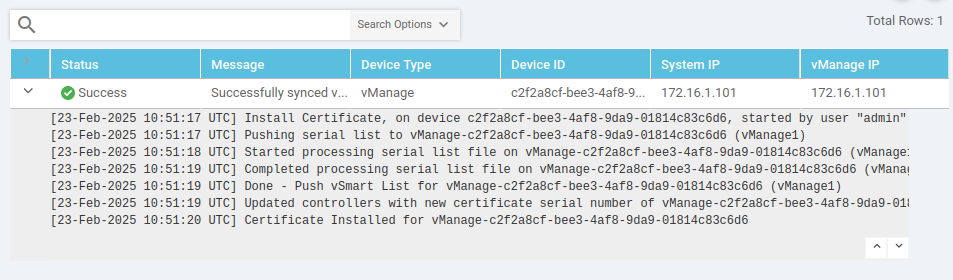 Search Options
Total Rows: 1
Status Message Device Type Device ID System IP vManage IP
Success Successfully synced v... vManage c2f2a8cf-bee3-4af8-9... 172.16.1.101 172.16.1.101
[23-Feb-2025 10:51:17 UTC] Install Certificate, on device c2f2a8cf-bee3-4af8-9da9-01814c83c6d6, started by user "admin"
[23-Feb-2025 10:51:17 UTC] Pushing serial list to vManage-c2f2a8cf-bee3-4af8-9da9-01814c83c6d6 (vManage1)
[23-Feb-2025 10:51:18 UTC] Started processing serial list file on vManage-c2f2a8cf-bee3-4af8-9da9-01814c83c6d6 (vManage1
[23-Feb-2025 10:51:19 UTC] Completed processing serial list file on vManage-c2f2a8cf-bee3-4af8-9da9-01814c83c6d6 (vManag
[23-Feb-2025 10:51:19 UTC] Done - Push vSmart List for vManage-c2f2a8cf-bee3-4af8-9da9-01814c83c6d6 (vManage1)
[23-Feb-2025 10:51:19 UTC] Updated controllers with new certificate serial number of vManage-c2f2a8cf-bee3-4af8-9da9-018
[23-Feb-2025 10:51:20 UTC] Certificate Installed for vManage-c2f2a8cf-bee3-4af8-9da9-01814c83c6d6